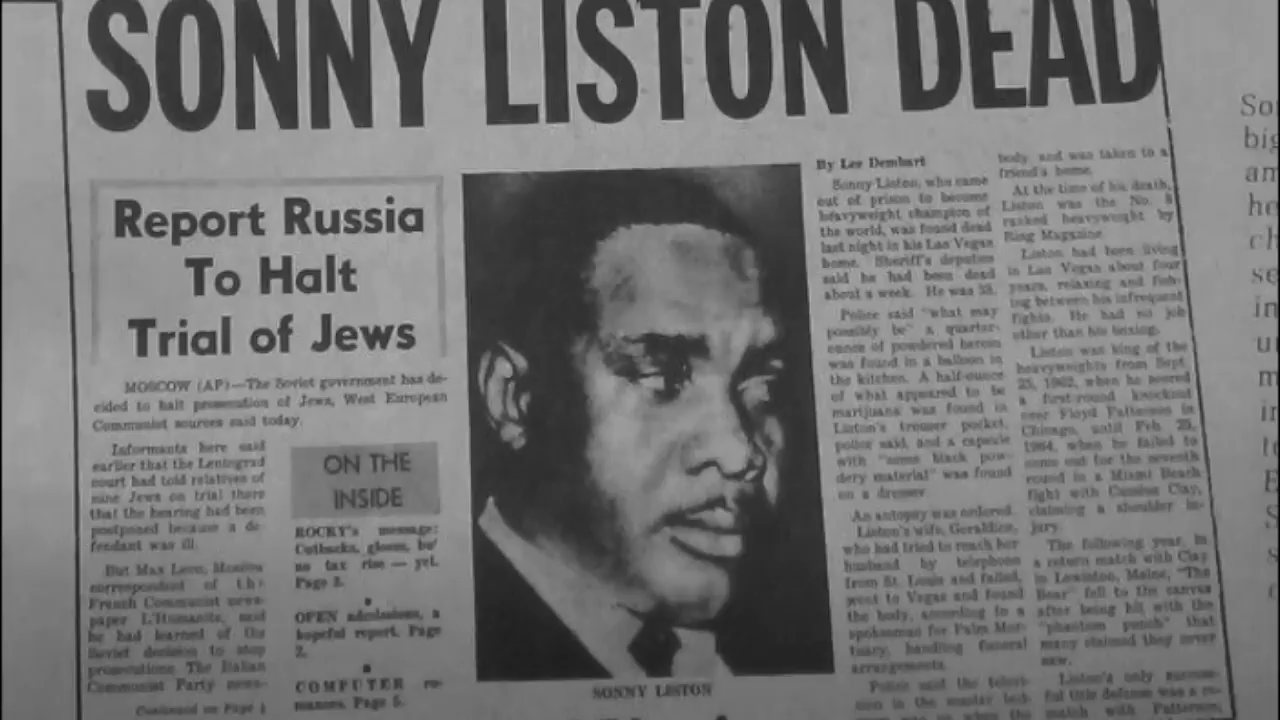 SONNY LISTON DEAD
Report Russia
To Halt
Trial of Jews
MOSCOW (AP)—The Soviet government has de-
cided to halt prosecution of Jews, West European
Communist sources said today.
Informants here said
earlier that the Leningrad
court had told relatives of
nine Jews on trial there
that the hearing had been
postponed because a de-
fendant was ill.
But Max Leon, Moscow
correspondent of the
French Communist news-
paper L'Humanite, said
he had learned of the
Soviet decision to stop
prosecutions. The Italian
Communist Party news-
Continued on Page
ON THE
INSIDE
ROCKY's message:
Cutbacks, gloom, but
no tax rise — yet.
Page 3.
OPEN admissions, a
hopeful report. Page
2.
COMPUTER ro-
mances. Page 5.
SONNY LISTON
By Lee Dembart
Sonny Liston, who came
out of prison to become
heavyweight champion of
the world, was found dead
last night in his Las Vegas
home. Sheriff's deputies
said he had been dead
about a week. He was 38.
Police said "what may
possibly be" a quarter-
ounce of powdered heroin
was found in a balloon in
the kitchen. A half-ounce
of what appeared to be
marijuana was found in
Liston's trouser pocket,
police said, and a capsule
with "some black pow-
dery material" was found
on a dresser.
An autopsy was ordered.
Liston's wife, Geraldine,
who had tried to reach her
husband by telephone
from St. Louis and failed,
went to Vegas and found
the body, according to a
spokesman for Palm Mor-
tuary, handling funeral
arrangements.
Police said the televi-
sion in the master bed-
body, and was taken to a
friend's home.
At the time of his death,
Liston was the No. 8
ranked heavyweight by
Ring Magazine.
Liston had been living
in Las Vegas about four
years, relaxing and fish-
ing between his infrequent
fights. He had no job
other than his boxing.
Liston was king of the
heavyweights from Sept.
25, 1962, when he scored
a first-round knockout
over Floyd Patterson in
Chicago, until Feb. 25,
1964, when he failed to
come out for the seventh
round in a Miami Beach
fight with Cassius Clay,
claiming a shoulder in-
jury.
The following year, in
a return match with Clay
in Lewiston, Maine, "The
Bear" fell to the canvas
after being hit with the
"phantom punch" that
many claimed they never
saw.
Liston's only success-
ful title defense was a re-
match with Patterson,